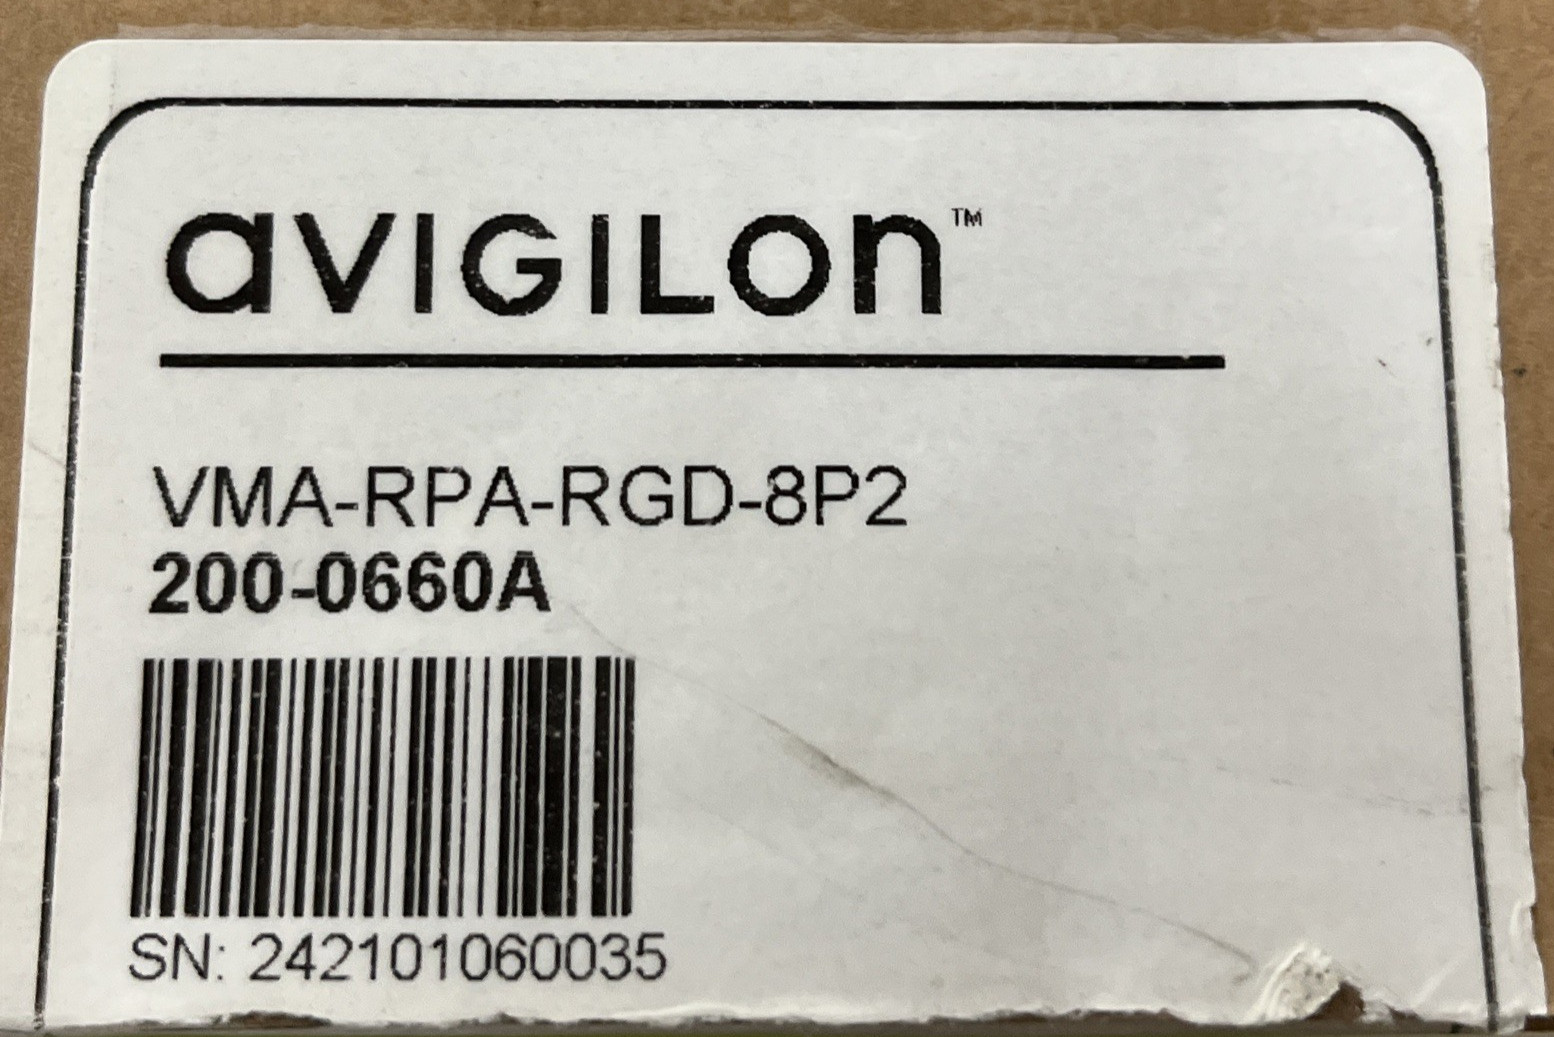 aVIGILon™
VMA-RPA-RGD-8P2
200-0660A
SN: 242101060035